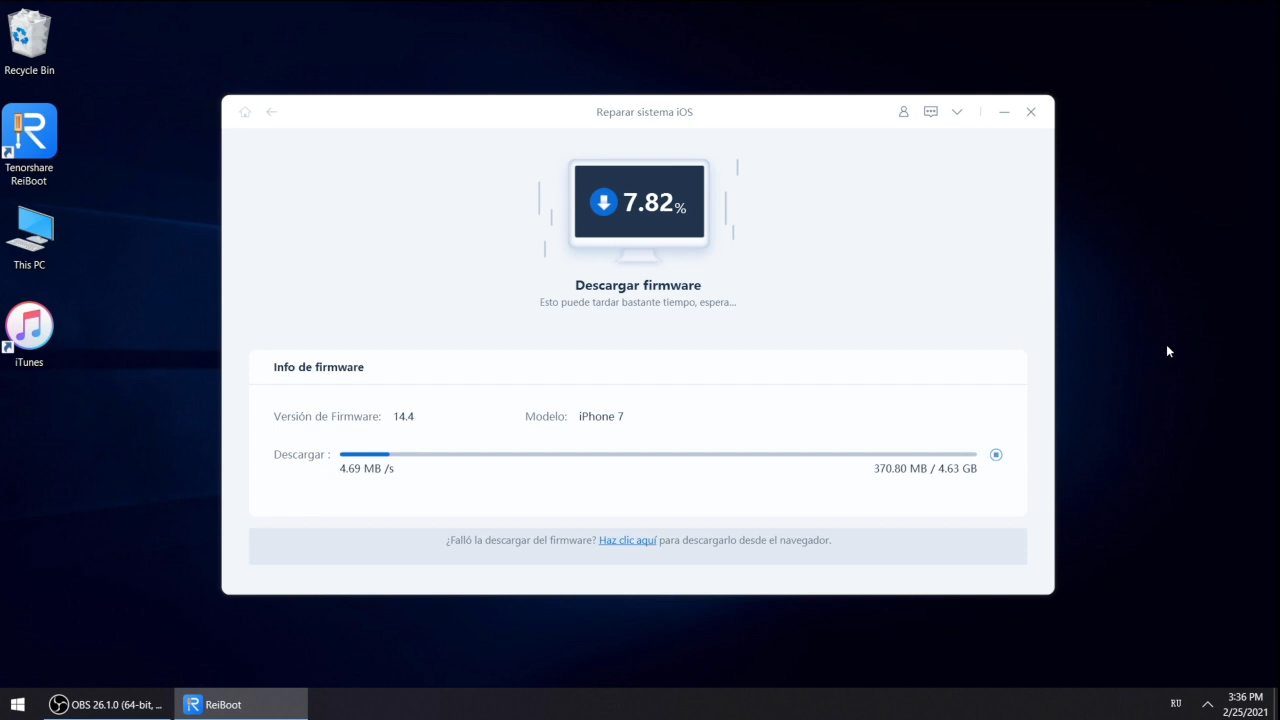 Recycle Bin
Tenorshare
ReiBoot
This PC
iTunes
Reparar sistema iOS
7.82%
Descargar firmware
Esto puede tardar bastante tiempo, espera...
Info de firmware
Versión de Firmware: 14.4 Modelo: iPhone 7
Descargar :
4.69 MB /s 370.80 MB / 4.63 GB
¿Falló la descargar del firmware? Haz clic aquí para descargarlo desde el navegador.
OBS 26.1.0 (64-bit, ...
ReiBoot
RU
3:36 PM
2/25/2021